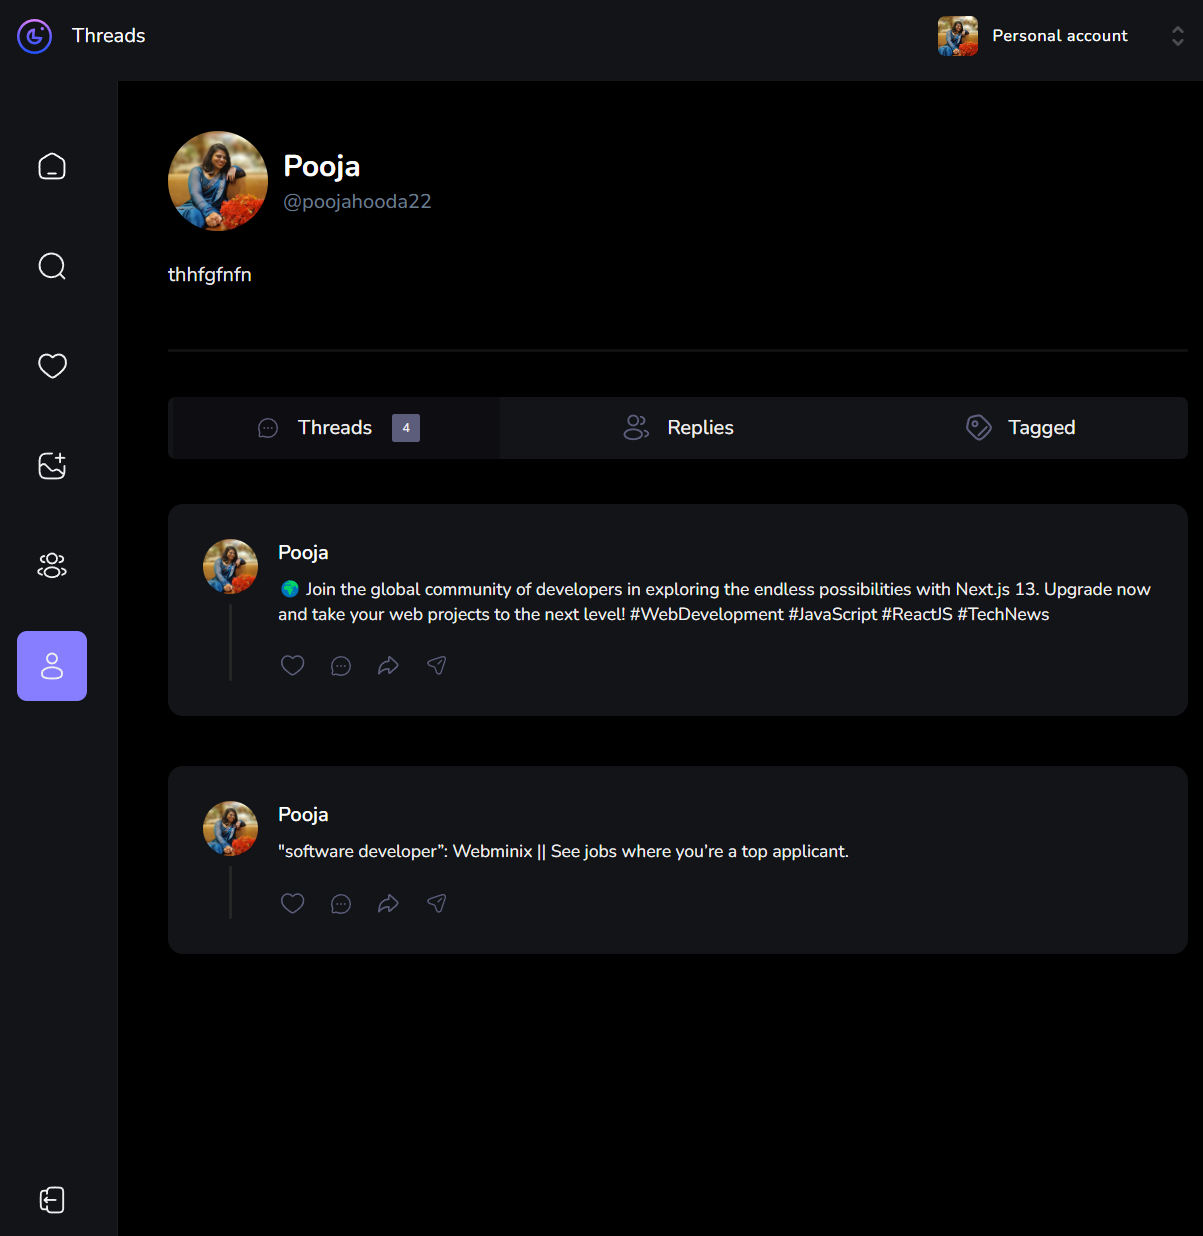 Threads
Personal account
Pooja
@poojahooda22
thhfgfnfn
Threads 4
Replies
Tagged
Pooja
🌍 Join the global community of developers in exploring the endless possibilities with Next.js 13. Upgrade now
and take your web projects to the next level! #WebDevelopment #JavaScript #ReactJS #TechNews
Pooja
"software developer”: Webminix || See jobs where you’re a top applicant.